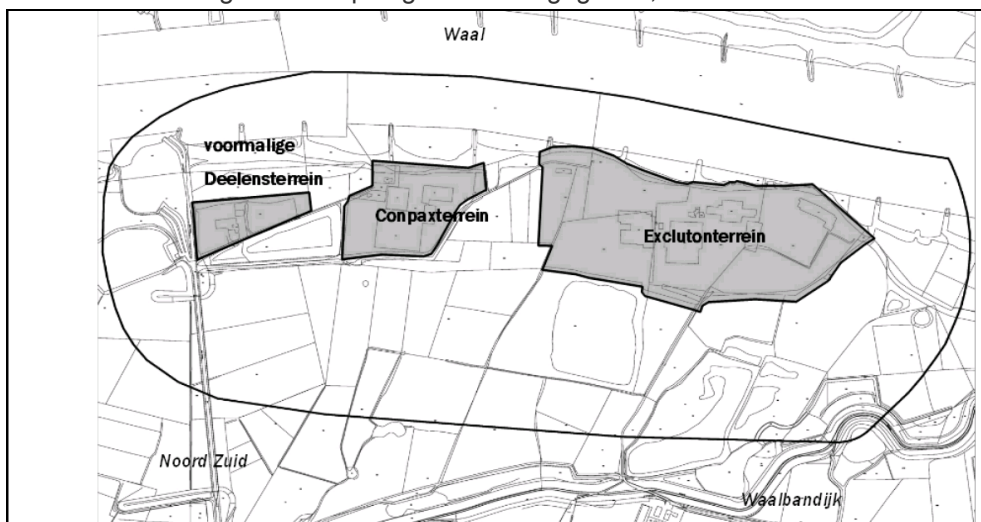 Waal
voormalige
Deelensterrein
Conpaxterrein
Exclutonterrein
Noord Zuid
Waalbandijk